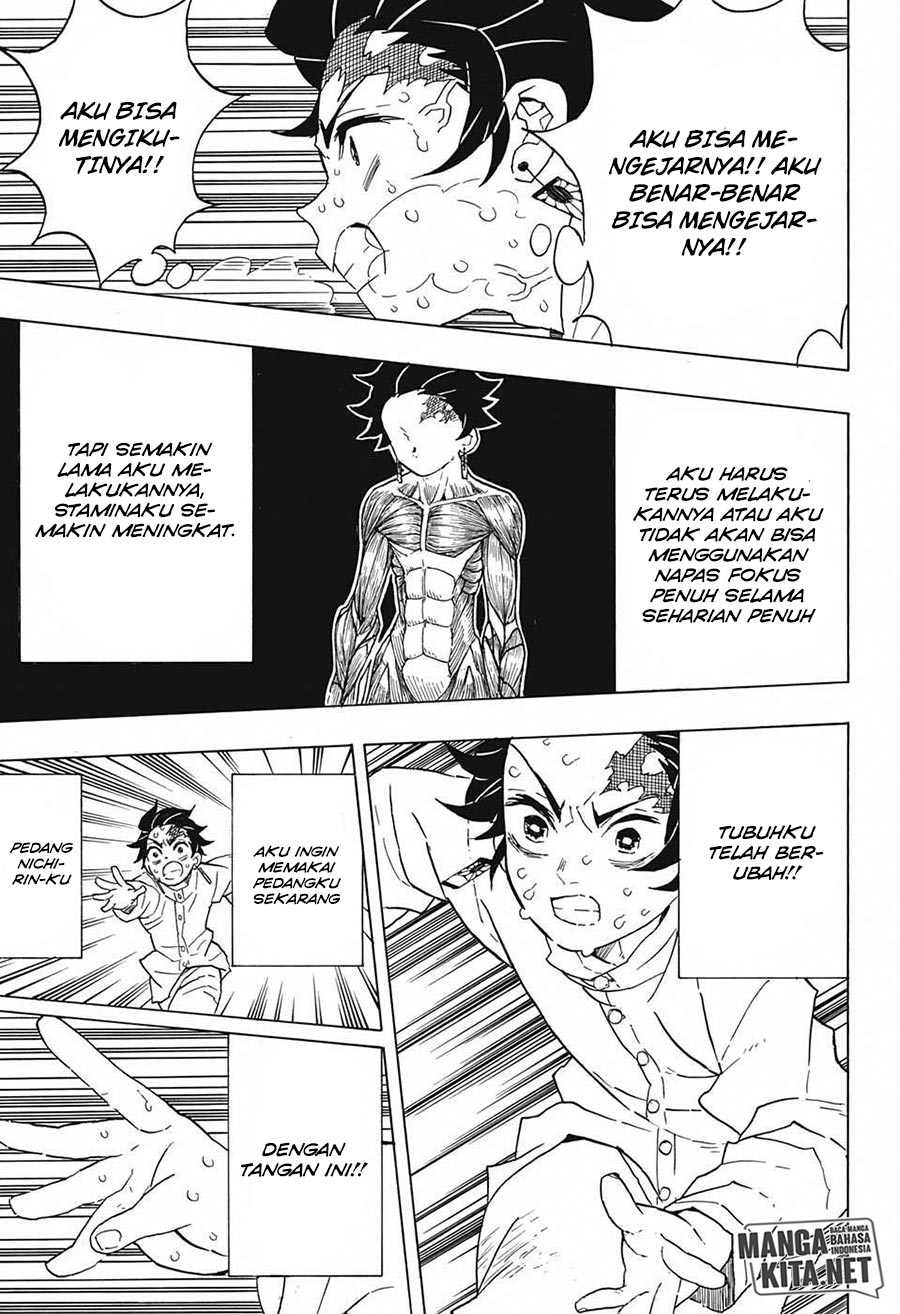 AKU BISA ME-
NGEJARNYA!! AKU
BENAR-BENAR
BISA MENGEJAR-
NYA!!
AKU BISA
MENGIKU-
TINYA!!
AKU HARUS
TERUS MELAKU-
KANNYA ATAU AKU
TIDAK AKAN BISA
MENGGUNAKAN
NAPAS FOKUS
PENUH SELAMA
SEHARIAN PENUH
TAPI SEMAKIN
LAMA AKU ME-
LAKUKANNYA,
STAMINAKU SE-
MAKIN MENINGKAT.
TUBUHKU
TELAH BER-
UBAH!!
AKU INGIN
MEMAKAI
PEDANGKU
SEKARANG
PEDANG
NICHI-
RIN-KU
DENGAN
TANGAN INI!!
MANGA
KITA.NET
BACA MANGA
BAHASA
INDONESIA